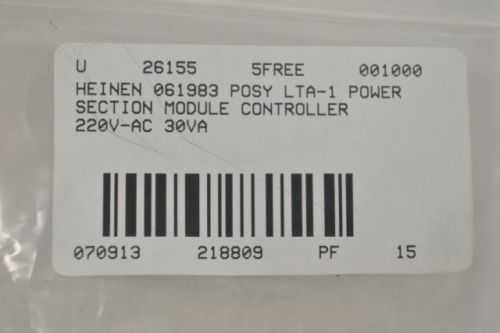 U 26155 5FREE 001000
HEINEN 061983 POSY LTA-1 POWER
SECTION MODULE CONTROLLER
220V-AC 30VA
070913 218809 PF 15